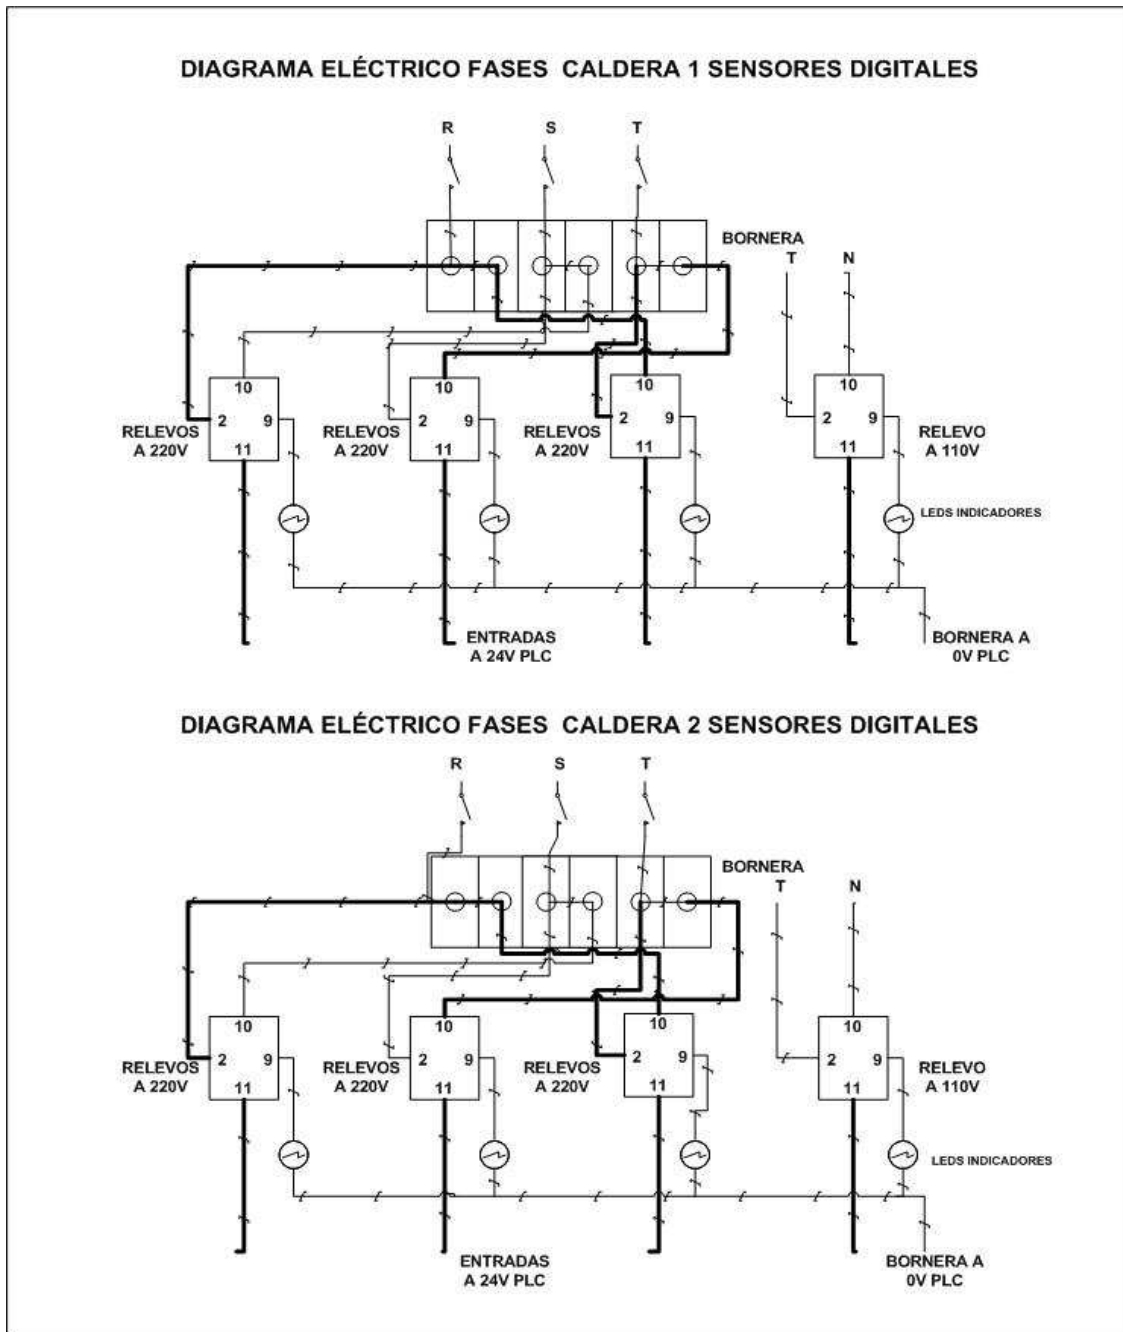 DIAGRAMA ELÉCTRICO FASES CALDERA 1 SENSORES DIGITALES
R S T
BORNERA
T N
10 10 10 10
2 9 2 9 2 9 2 9
11 11 11 11
RELEVOS
A 220V
RELEVOS
A 220V
RELEVOS
A 220V
RELEVO
A 110V
LEDS INDICADORES
ENTRADAS
A 24V PLC
BORNERA A
0V PLC
DIAGRAMA ELÉCTRICO FASES CALDERA 2 SENSORES DIGITALES
R S T
BORNERA
T N
10 10 10 10
2 9 2 9 2 9 2 9
11 11 11 11
RELEVOS
A 220V
RELEVOS
A 220V
RELEVOS
A 220V
RELEVO
A 110V
LEDS INDICADORES
ENTRADAS
A 24V PLC
BORNERA A
0V PLC